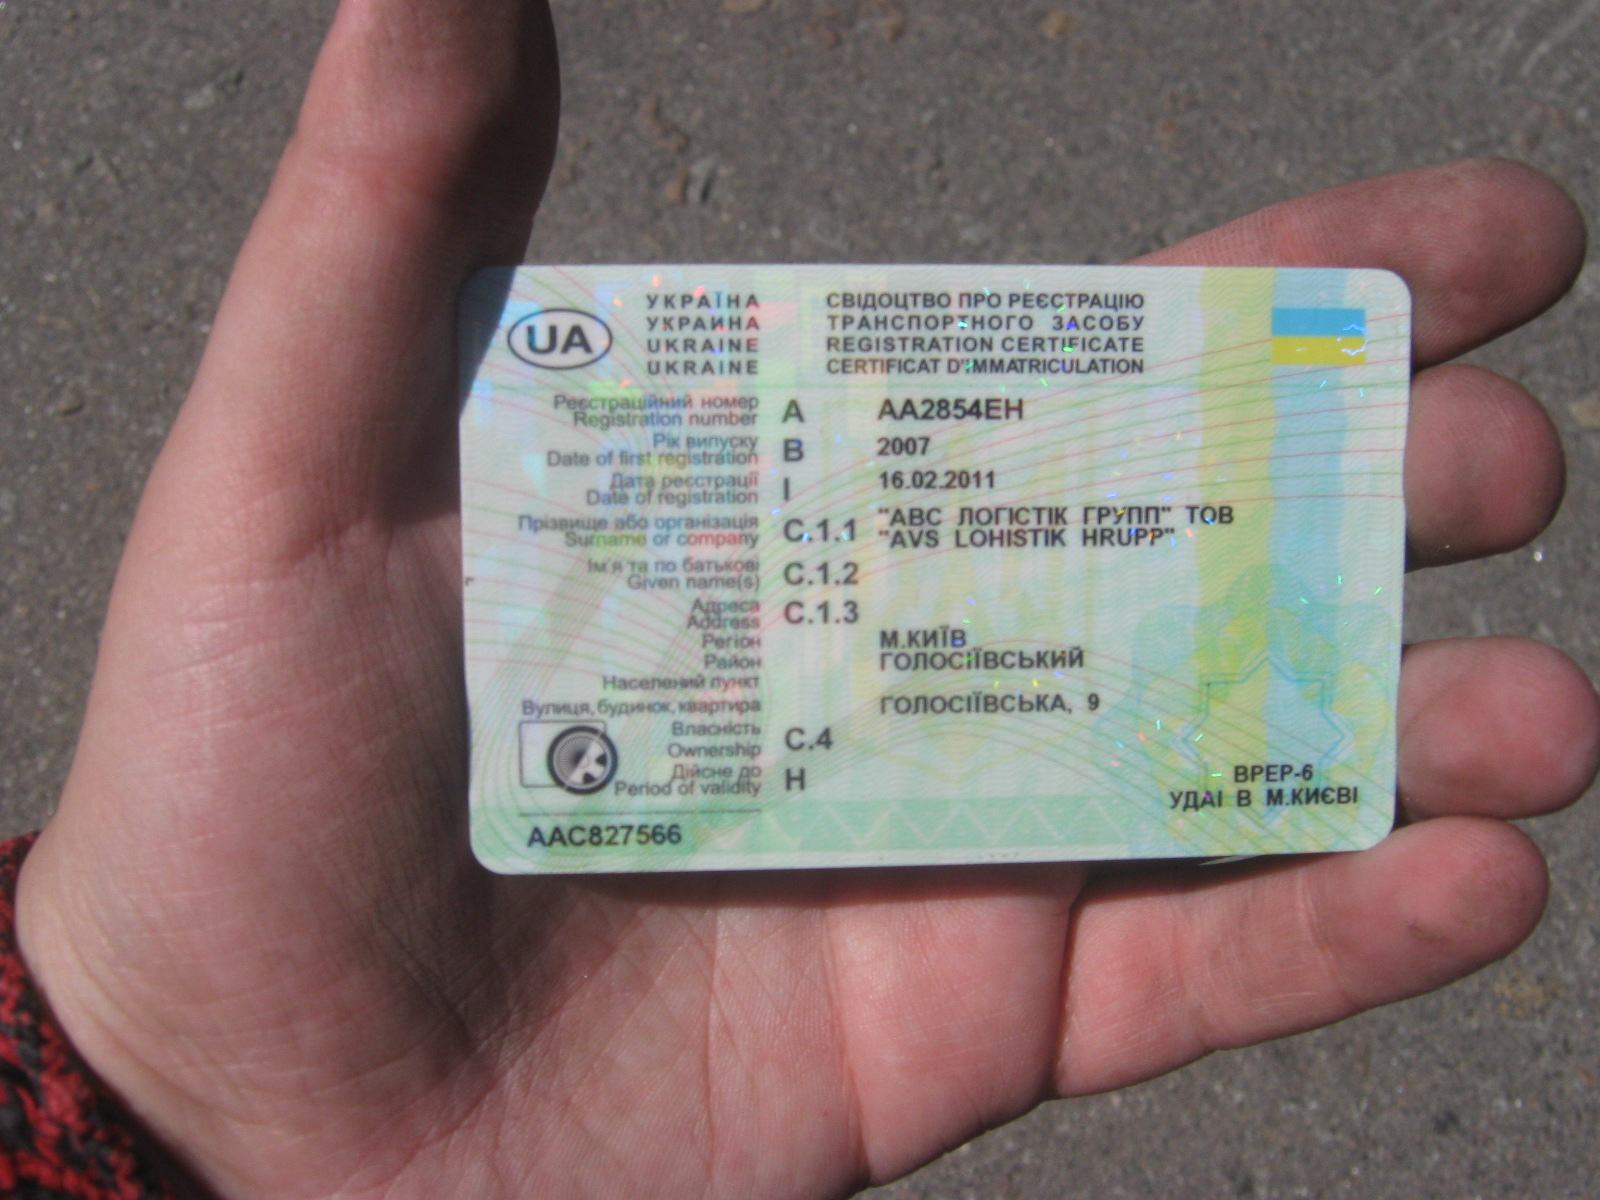 UA
УКРАЇНА
УКРАИНА
UKRAINE
UKRAINE
СВІДОЦТВО ПРО РЕЄСТРАЦІЮ
ТРАНСПОРТНОГО ЗАСОБУ
REGISTRATION CERTIFICATE
CERTIFICAT D'IMMATRICULATION
Реєстраційний номер
Registration number A AA2854EH
Рік випуску
Date of first registration B 2007
Дата реєстрації
Date of registration I 16.02.2011
Прізвище або організація
Surname or company C.1.1 "АВС ЛОГІСТІК ГРУПП" ТОВ
"AVS LOHISTIK HRUPP"
Ім'я та по батькові
Given name(s) C.1.2
Адреса
Address C.1.3
Регіон М.КИЇВ
Район ГОЛОСІЇВСЬКИЙ
Населений пункт
Вулиця, будинок, квартира ГОЛОСІЇВСЬКА, 9
Власність
Ownership C.4
Дійсне до
Period of validity H
ВРЕР-6
УДАІ В М.КИЄВІ
AAC827566